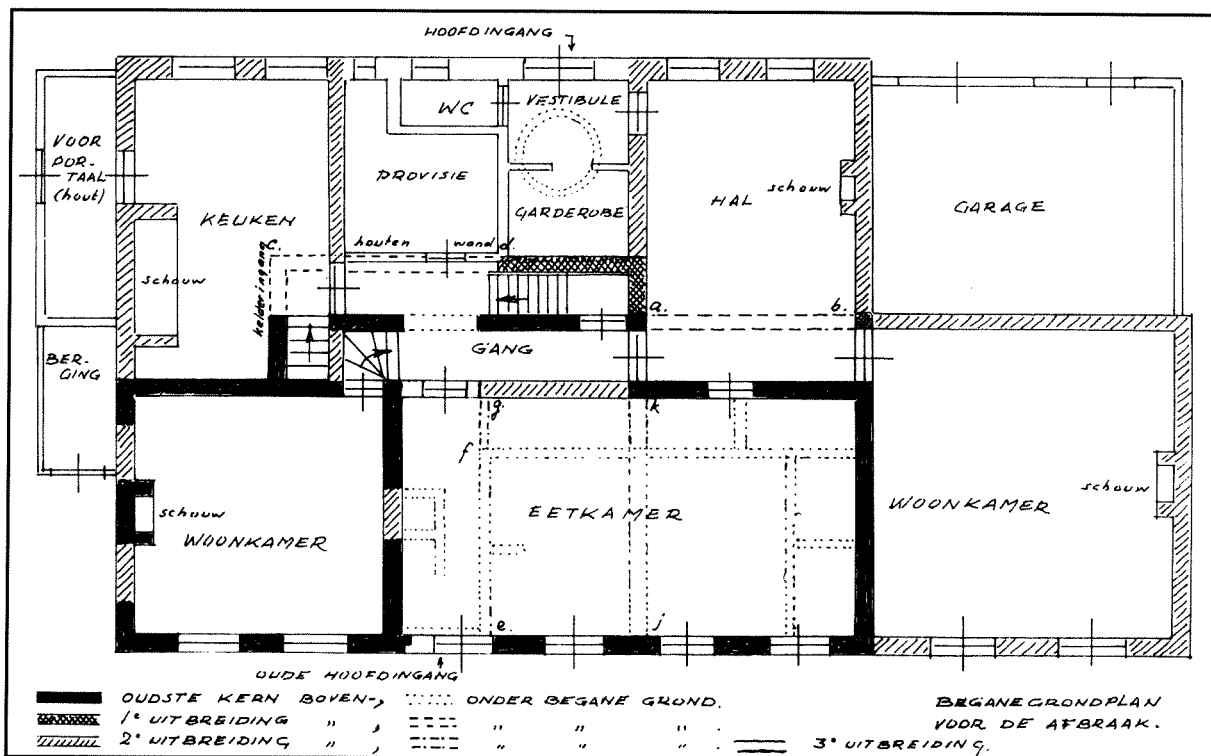 HOOFDINGANG
WC
VESTIBULE
VOOR
POR-
TAAL
(hout)
PROVISIE
schouw
HAL
KEUKEN
GARDEROBE
GARAGE
c.
houten wand d.
kelderingang
schouw
a.
b.
GANG
BER-
GING
g.
k
f
schouw
WOONKAMER
EETKAMER
WOONKAMER
schouw
e.
j
OUDE HOOFDINGANG
OUDSTE KERN BOVEN-, ONDER BEGANE GROND.
1e UITBREIDING " , " " " .
2e UITBREIDING " , " " " .
3e UITBREIDING.
BEGANEGRONDPLAN
VOOR DE AFBRAAK.